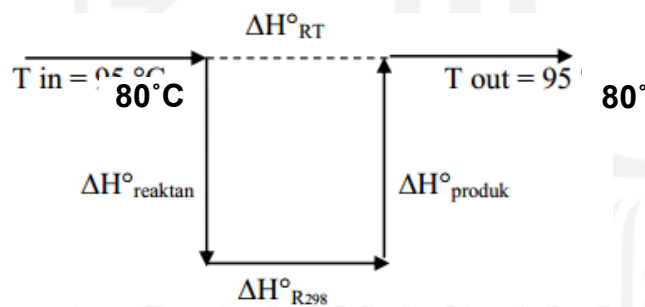 ΔH°RT
T in = 95 °C
T out = 95
80°C
80°
ΔH°reaktan
ΔH°produk
ΔH°R298